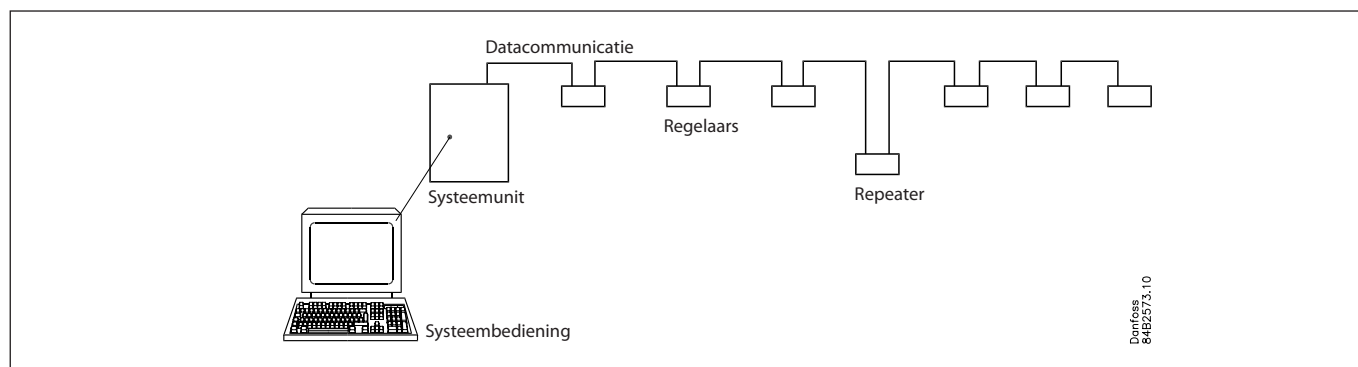 Datacommunicatie
Regelaars
Repeater
Systeemunit
Systeembediening
Danfoss
84B2573.10